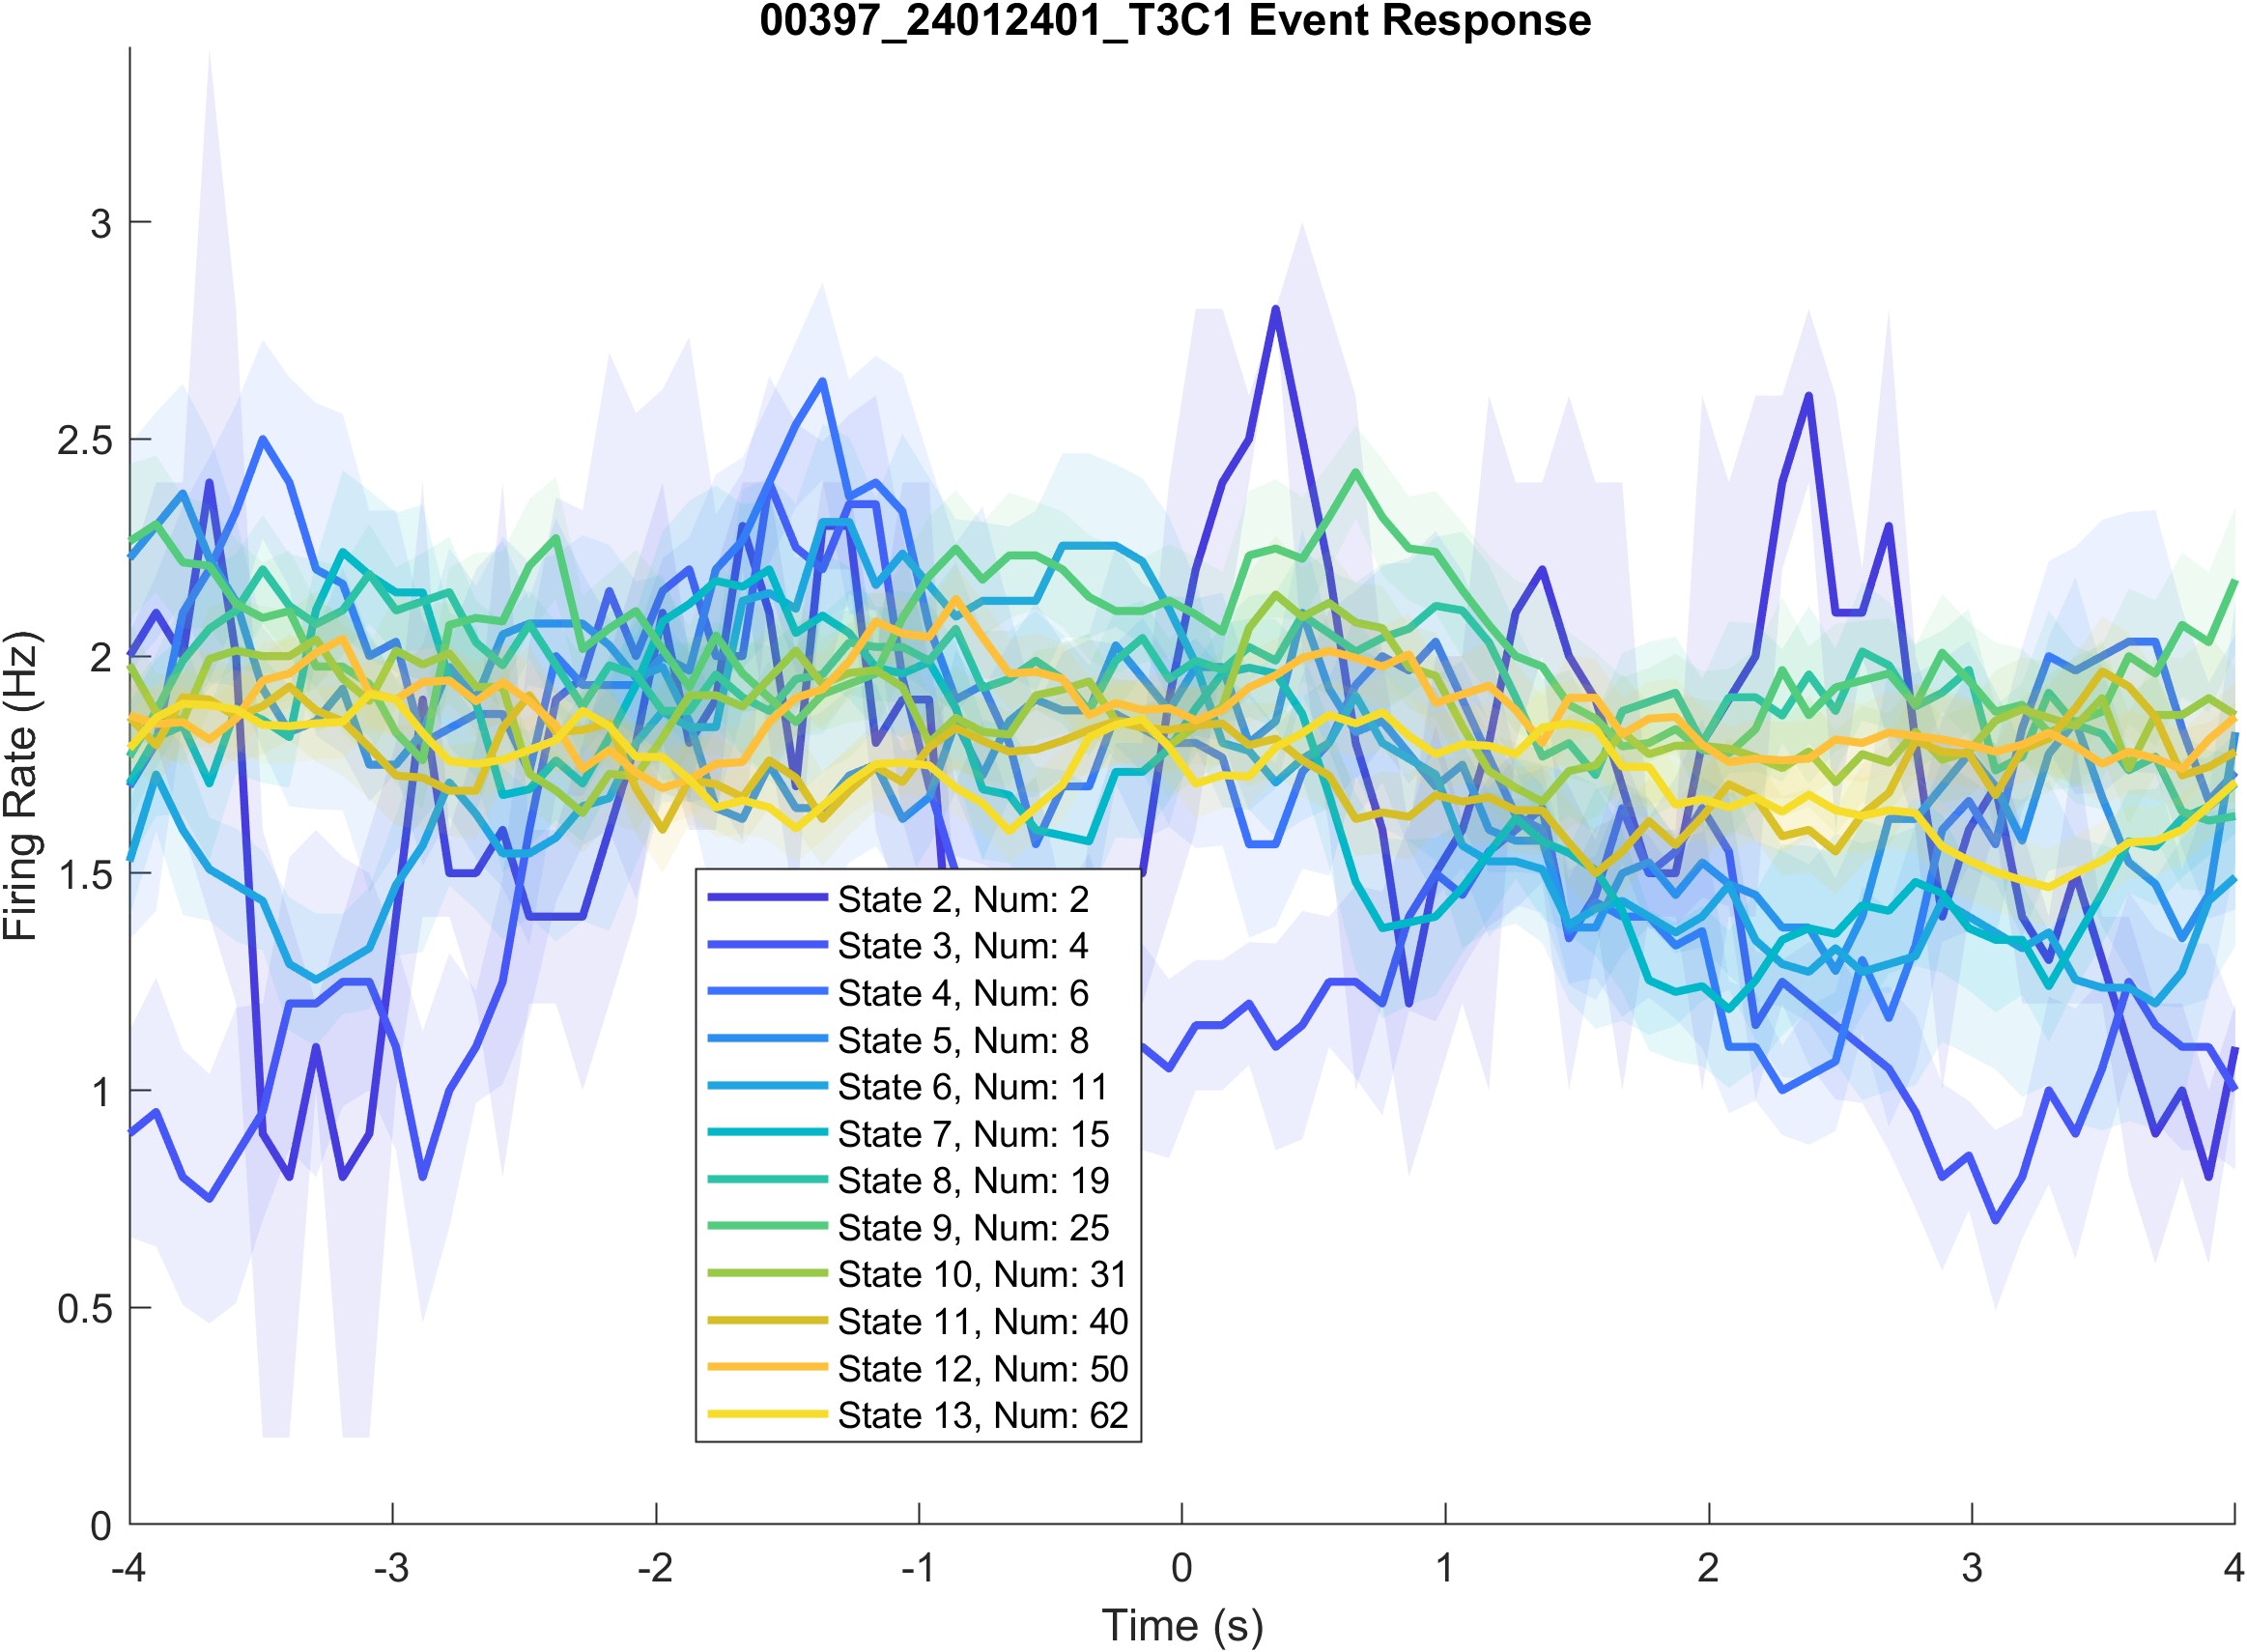 00397_24012401_T3C1 Event Response
Firing Rate (Hz)
3
2.5
2
1.5
1
0.5
0
State 2, Num: 2
State 3, Num: 4
State 4, Num: 6
State 5, Num: 8
State 6, Num: 11
State 7, Num: 15
State 8, Num: 19
State 9, Num: 25
State 10, Num: 31
State 11, Num: 40
State 12, Num: 50
State 13, Num: 62
-4 -3 -2 -1 0 1 2 3 4
Time (s)